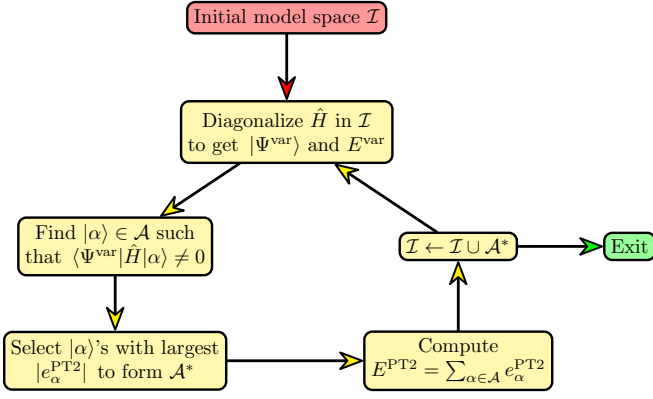 Initial model space ℐ
Diagonalize Ĥ in ℐ
to get |Ψ^var⟩ and E^var
Find |α⟩ ∈ 𝒜 such
that ⟨Ψ^var|Ĥ|α⟩ ≠ 0
ℐ ← ℐ ∪ 𝒜*
Exit
Select |α⟩'s with largest
|e_α^PT2| to form 𝒜*
Compute
E^PT2 = ∑_{α∈𝒜} e_α^PT2